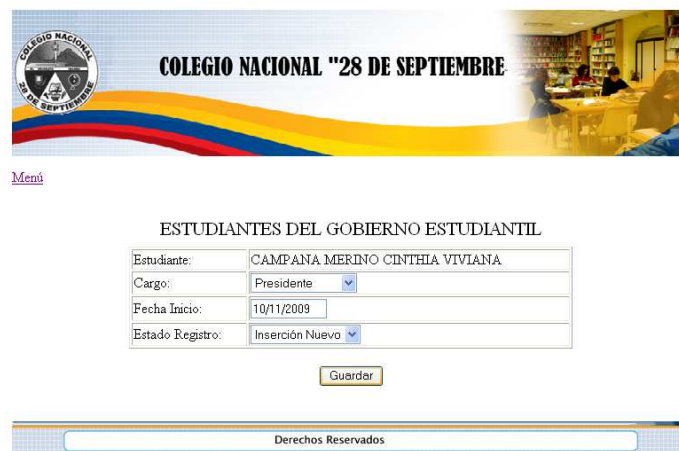 COLEGIO NACIONAL
28 DE SEPTIEMBRE
COLEGIO NACIONAL "28 DE SEPTIEMBRE
Menú
ESTUDIANTES DEL GOBIERNO ESTUDIANTIL
Estudiante: CAMPANA MERINO CINTHIA VIVIANA
Cargo: Presidente
Fecha Inicio: 10/11/2009
Estado Registro: Inserción Nuevo
Guardar
Derechos Reservados